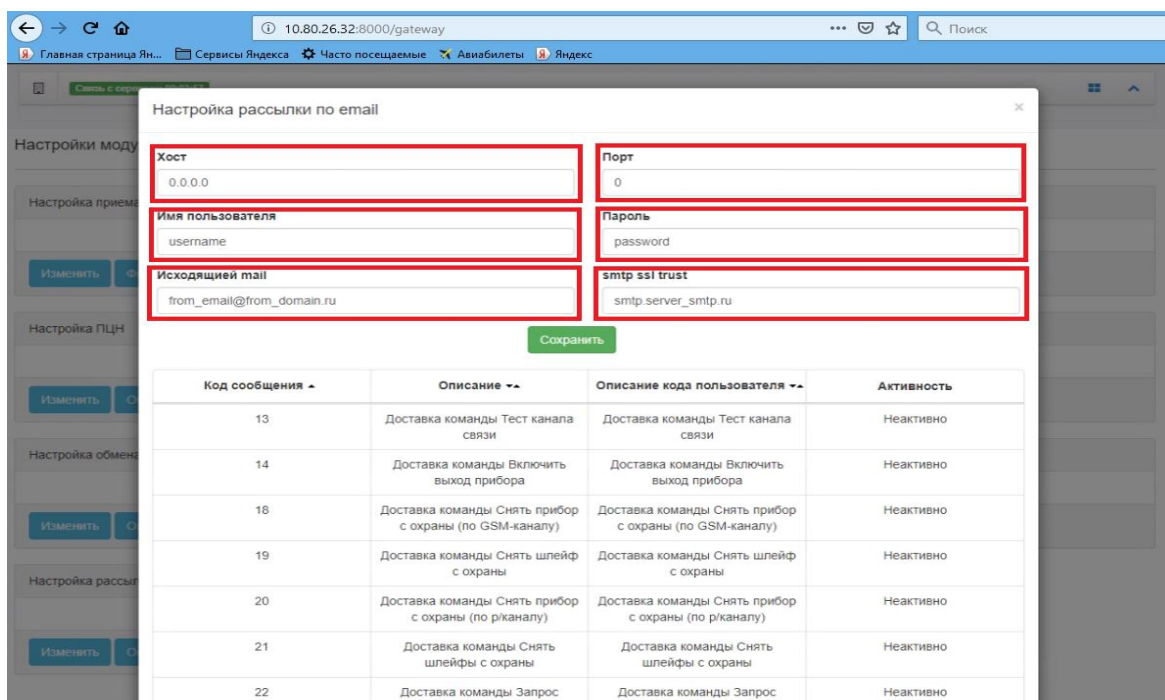 10.80.26.32:8000/gateway
Поиск
Главная страница Ян... Сервисы Яндекса Часто посещаемые Авиабилеты Яндекс
Связь с
Настройка рассылки по email
Настройки моду
Хост Порт
0.0.0.0 0
Настройка приема
Имя пользователя Пароль
username password
Изменить
Исходящией mail smtp ssl trust
from_email@from_domain.ru smtp.server_smtp.ru
Настройка ПЦН
Сохранить
Код сообщения Описание Описание кода пользователя Активность
Изменить
13 Доставка команды Тест канала Доставка команды Тест канала Неактивно
связи связи
Настройка обмена
14 Доставка команды Включить Доставка команды Включить Неактивно
выход прибора выход прибора
18 Доставка команды Снять прибор Доставка команды Снять прибор Неактивно
с охраны (по GSM-каналу) с охраны (по GSM-каналу)
Изменить
19 Доставка команды Снять шлейф Доставка команды Снять шлейф Неактивно
с охраны с охраны
Настройка рассыл
20 Доставка команды Снять прибор Доставка команды Снять прибор Неактивно
с охраны (по р/каналу) с охраны (по р/каналу)
Изменить
21 Доставка команды Снять Доставка команды Снять Неактивно
шлейфы с охраны шлейфы с охраны
22 Доставка команды Запрос Доставка команды Запрос Неактивно